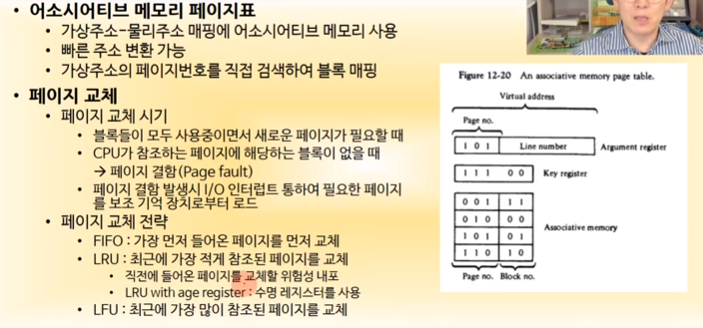 • 어소시어티브 메모리 페이지표
• 가상주소-물리주소 매핑에 어소시어티브 메모리 사용
• 빠른 주소 변환 가능
• 가상주소의 페이지번호를 직접 검색하여 블록 매핑
• 페이지 교체
• 페이지 교체 시기
• 블록들이 모두 사용중이면서 새로운 페이지가 필요할 때
• CPU가 참조하는 페이지에 해당하는 블록이 없을 때
→ 페이지 결함(Page fault)
• 페이지 결함 발생시 I/O 인터럽트 통하여 필요한 페이지
를 보조 기억 장치로부터 로드
• 페이지 교체 전략
• FIFO : 가장 먼저 들어온 페이지를 먼저 교체
• LRU : 최근에 가장 적게 참조된 페이지를 교체
• 직전에 들어온 페이지를 교체할 위험성 내포
• LRU with age register : 수명 레지스터를 사용
• LFU : 최근에 가장 많이 참조된 페이지를 교체
Figure 12-20 An associative memory page table.
Virtual address
Page no.
1 0 1 Line number Argument register
1 1 1 0 0 Key register
0 0 1 1 1
0 1 0 0 0
Associative memory
1 0 1 0 1
1 1 0 1 0
Page no. Block no.